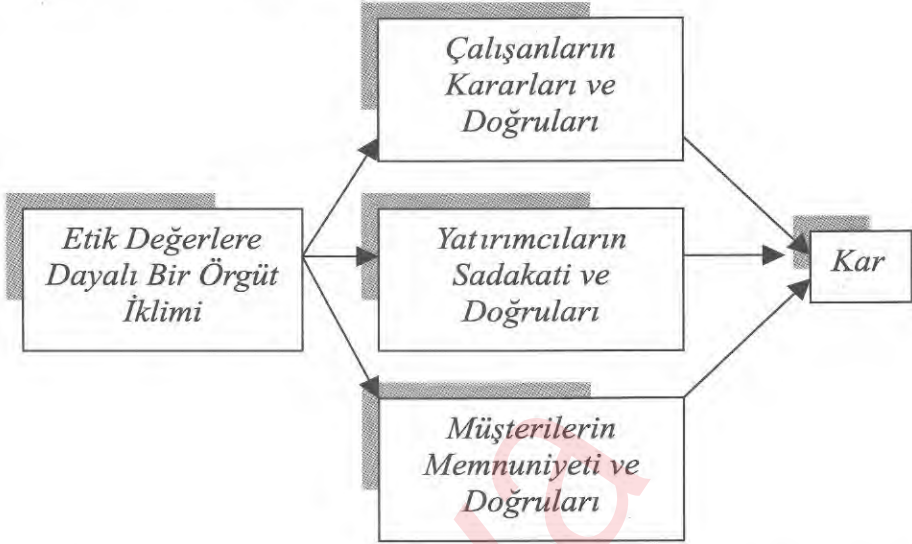 Çalışanların
Kararları ve
Doğruları
Etik Değerlere
Dayalı Bir Örgüt
İklimi
Yatırımcıların
Sadakati ve
Doğruları
Kar
Müşterilerin
Memnuniyeti ve
Doğruları